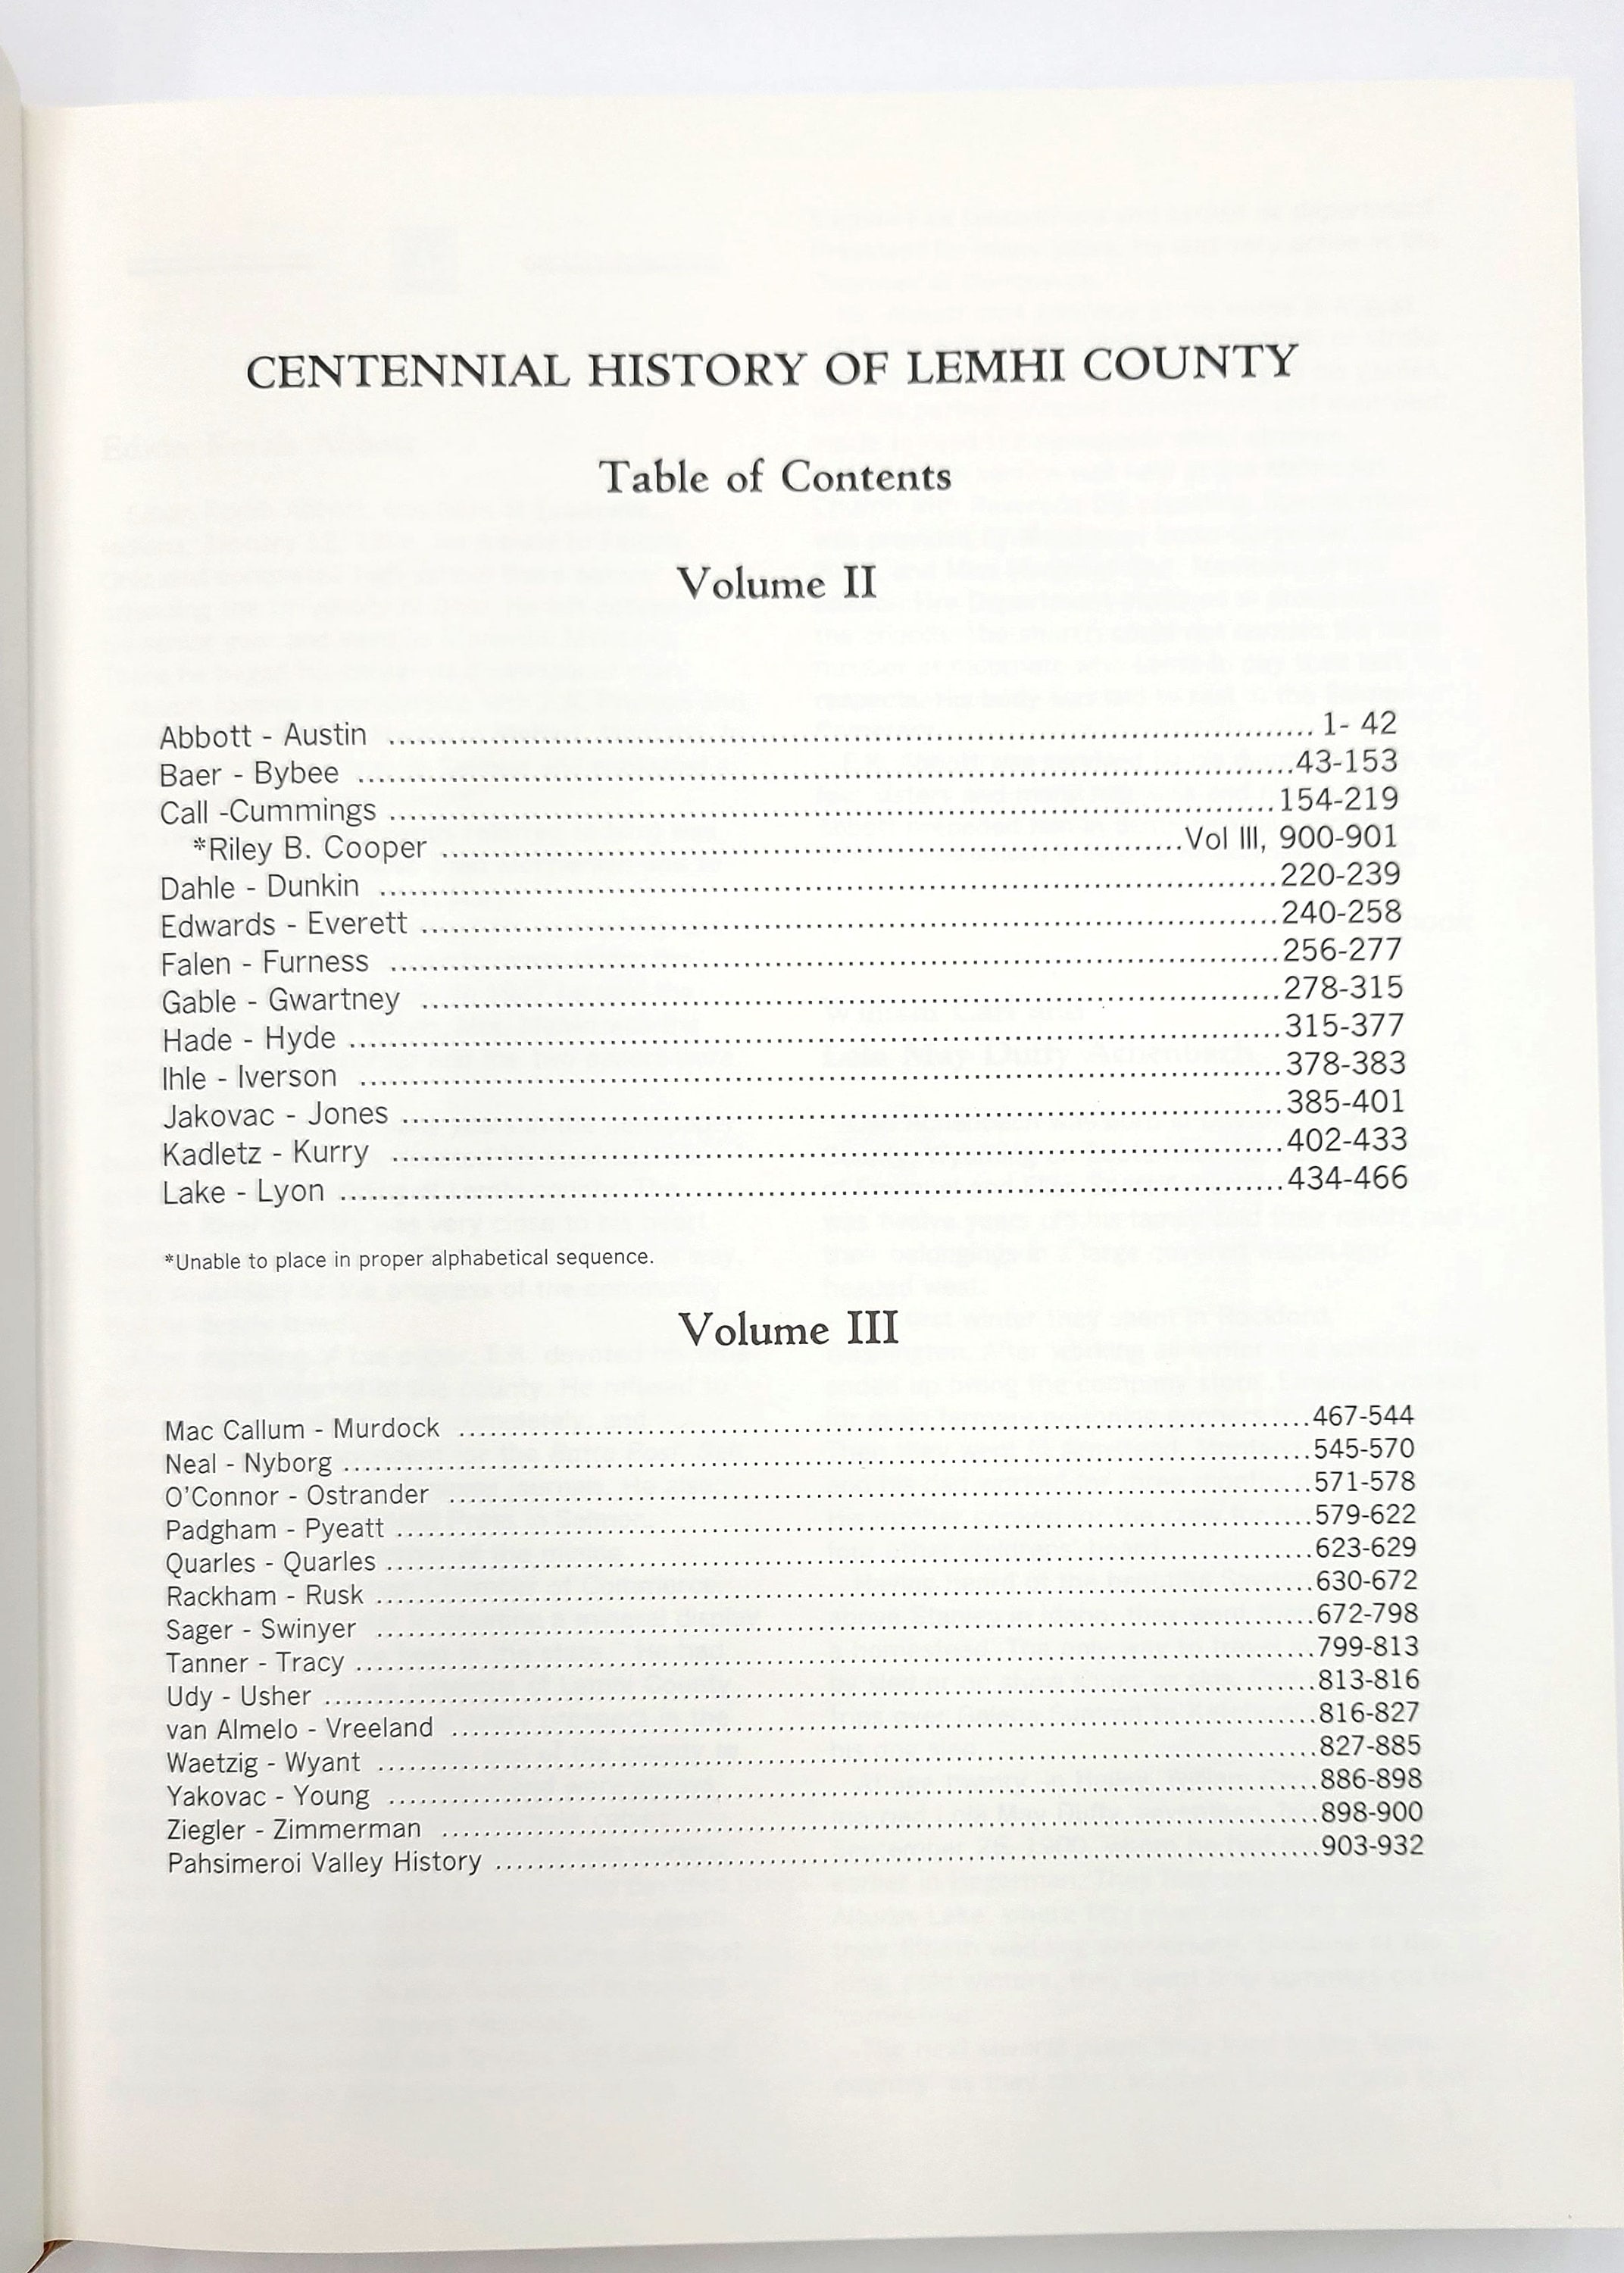 CENTENNIAL HISTORY OF LEMHI COUNTY
Table of Contents
Volume II
Abbott - Austin ........................................ 1- 42
Baer - Bybee ........................................43-153
Call -Cummings ........................................154-219
*Riley B. Cooper ........................................Vol III, 900-901
Dahle - Dunkin ........................................220-239
Edwards - Everett ........................................240-258
Falen - Furness ........................................256-277
Gable - Gwartney ........................................278-315
Hade - Hyde ........................................315-377
Ihle - Iverson ........................................378-383
Jakovac - Jones ........................................385-401
Kadletz - Kurry ........................................402-433
Lake - Lyon ........................................434-466
*Unable to place in proper alphabetical sequence.
Volume III
Mac Callum - Murdock ........................................467-544
Neal - Nyborg ........................................545-570
O'Connor - Ostrander ........................................571-578
Padgham - Pyeatt ........................................579-622
Quarles - Quarles ........................................623-629
Rackham - Rusk ........................................630-672
Sager - Swinyer ........................................672-798
Tanner - Tracy ........................................799-813
Udy - Usher ........................................813-816
van Almelo - Vreeland ........................................816-827
Waetzig - Wyant ........................................827-885
Yakovac - Young ........................................886-898
Ziegler - Zimmerman ........................................898-900
Pahsimeroi Valley History ........................................903-932